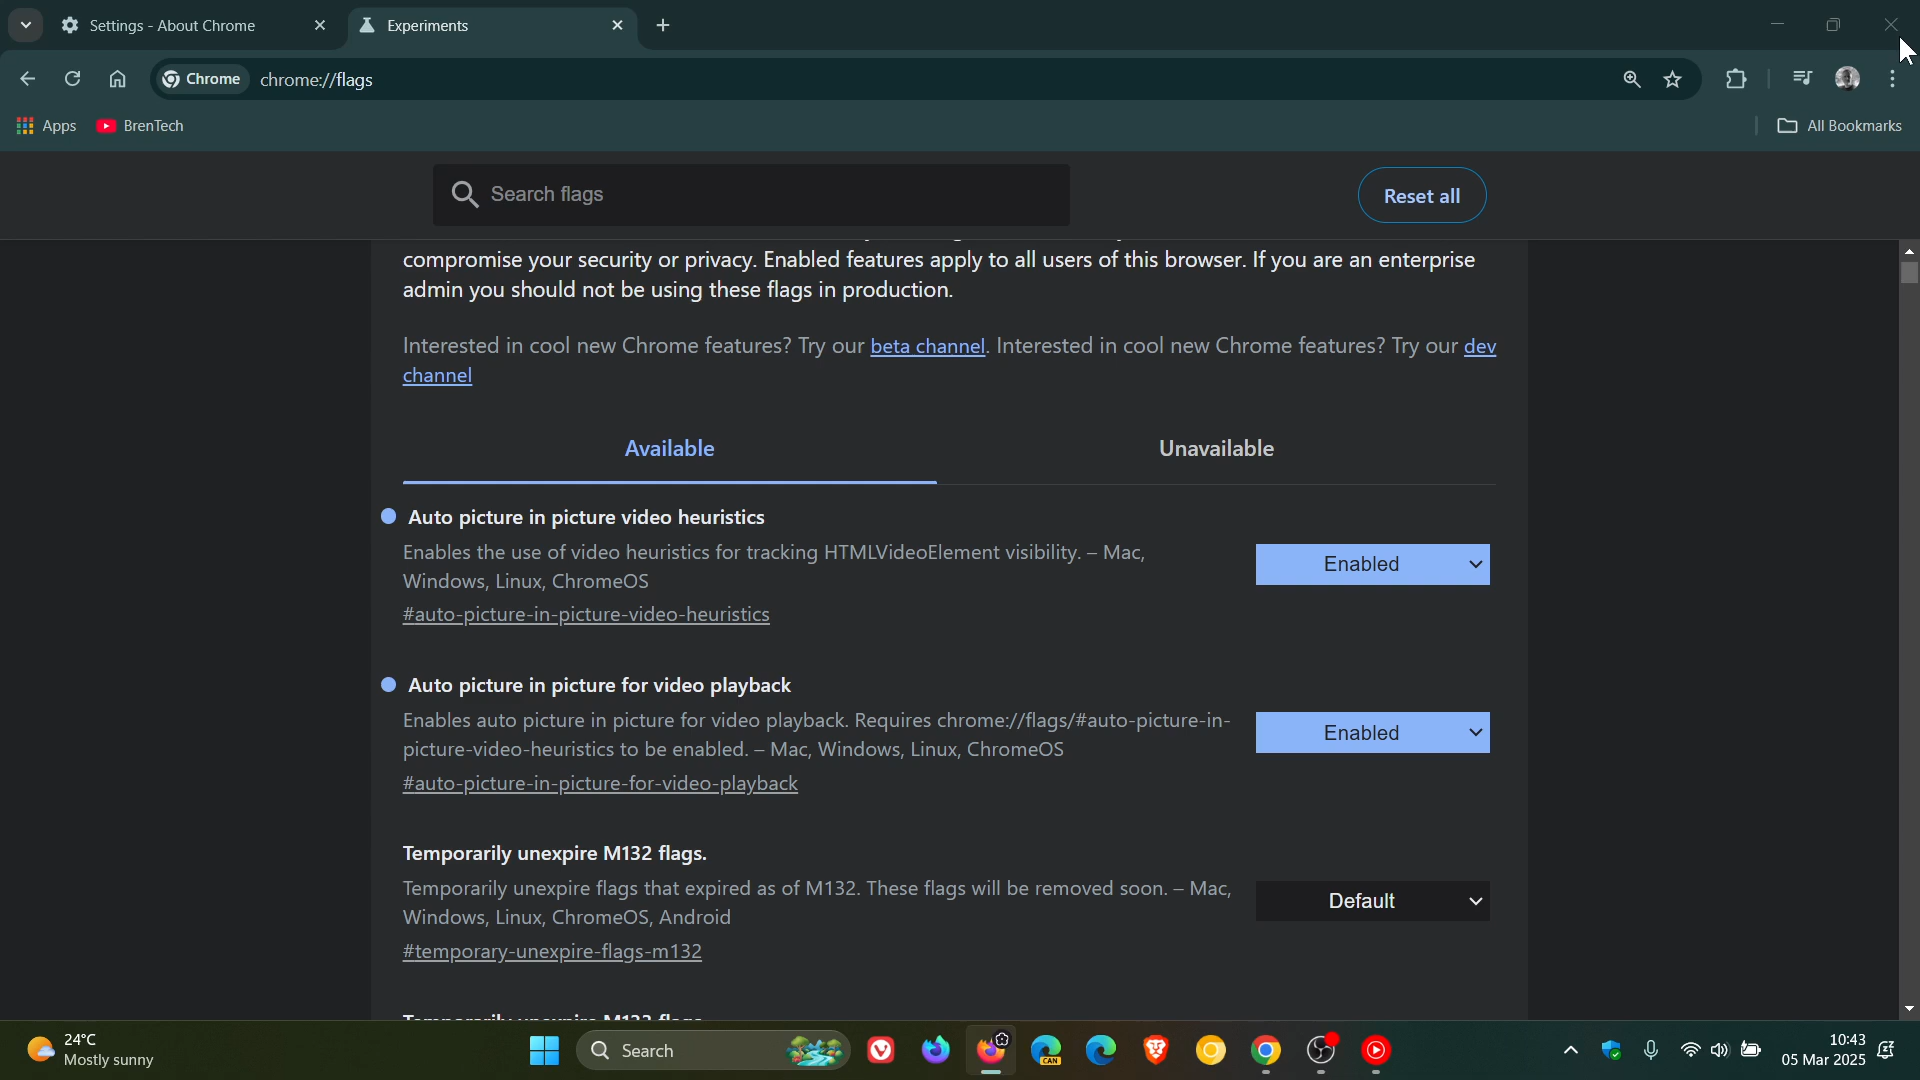 Settings - About Chrome
Experiments
Chrome
chrome://flags
Apps
BrenTech
All Bookmarks
Search flags
Reset all
compromise your security or privacy. Enabled features apply to all users of this browser. If you are an enterprise
admin you should not be using these flags in production.
Interested in cool new Chrome features? Try our beta channel. Interested in cool new Chrome features? Try our dev
channel
Available
Unavailable
Auto picture in picture video heuristics
Enables the use of video heuristics for tracking HTMLVideoElement visibility. – Mac,
Windows, Linux, ChromeOS
#auto-picture-in-picture-video-heuristics
Enabled
Auto picture in picture for video playback
Enables auto picture in picture for video playback. Requires chrome://flags/#auto-picture-in-
picture-video-heuristics to be enabled. – Mac, Windows, Linux, ChromeOS
#auto-picture-in-picture-for-video-playback
Enabled
Temporarily unexpire M132 flags.
Temporarily unexpire flags that expired as of M132. These flags will be removed soon. – Mac,
Windows, Linux, ChromeOS, Android
#temporary-unexpire-flags-m132
Default
24°C
Mostly sunny
Search
CAN
10:43
05 Mar 2025